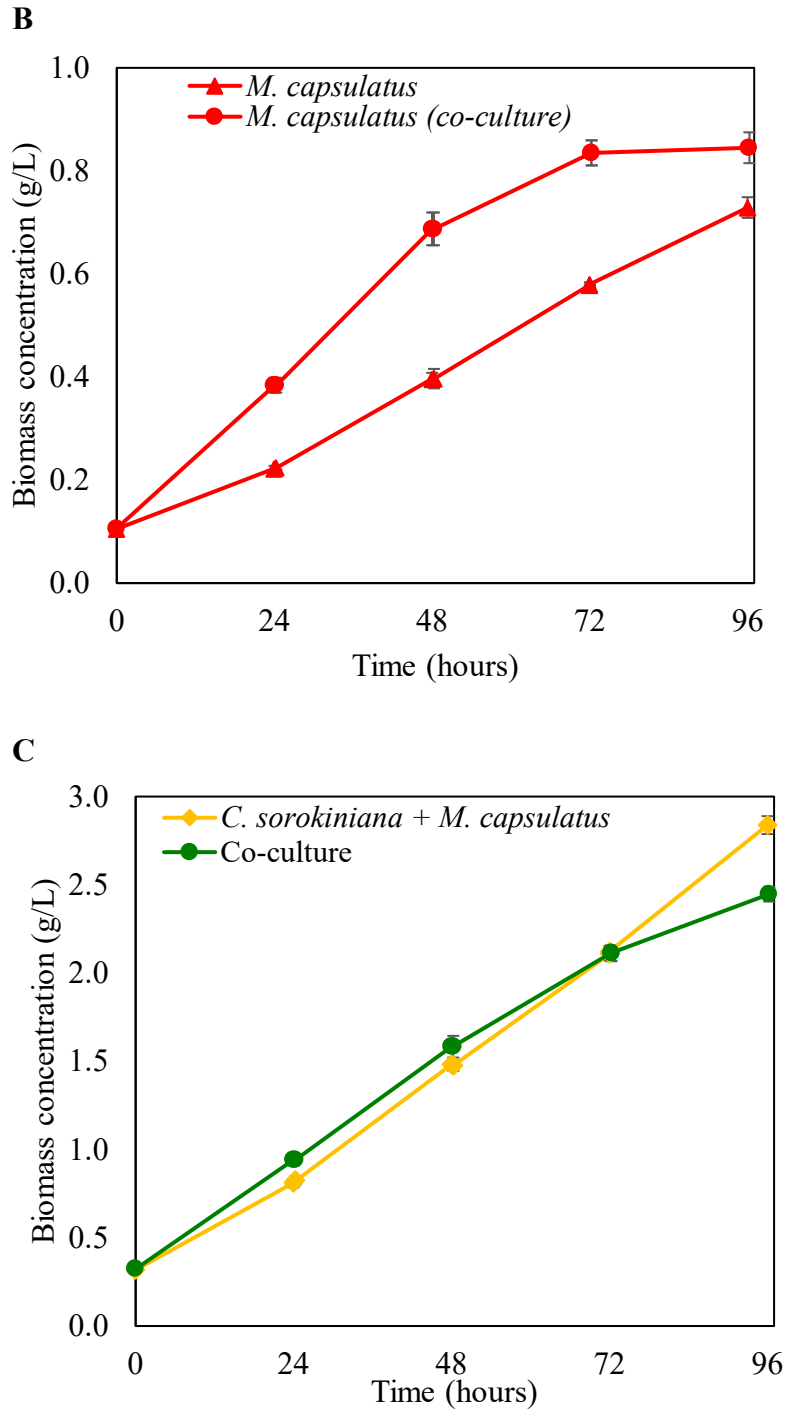 B
1.0
M. capsulatus
M. capsulatus (co-culture)
0.8
0.6
0.4
0.2
0.0
Biomass concentration (g/L)
0 24 48 72 96
Time (hours)
C
3.0
C. sorokiniana + M. capsulatus
Co-culture
2.5
2.0
1.5
1.0
0.5
0.0
Biomass concentration (g/L)
0 24 48 72 96
Time (hours)